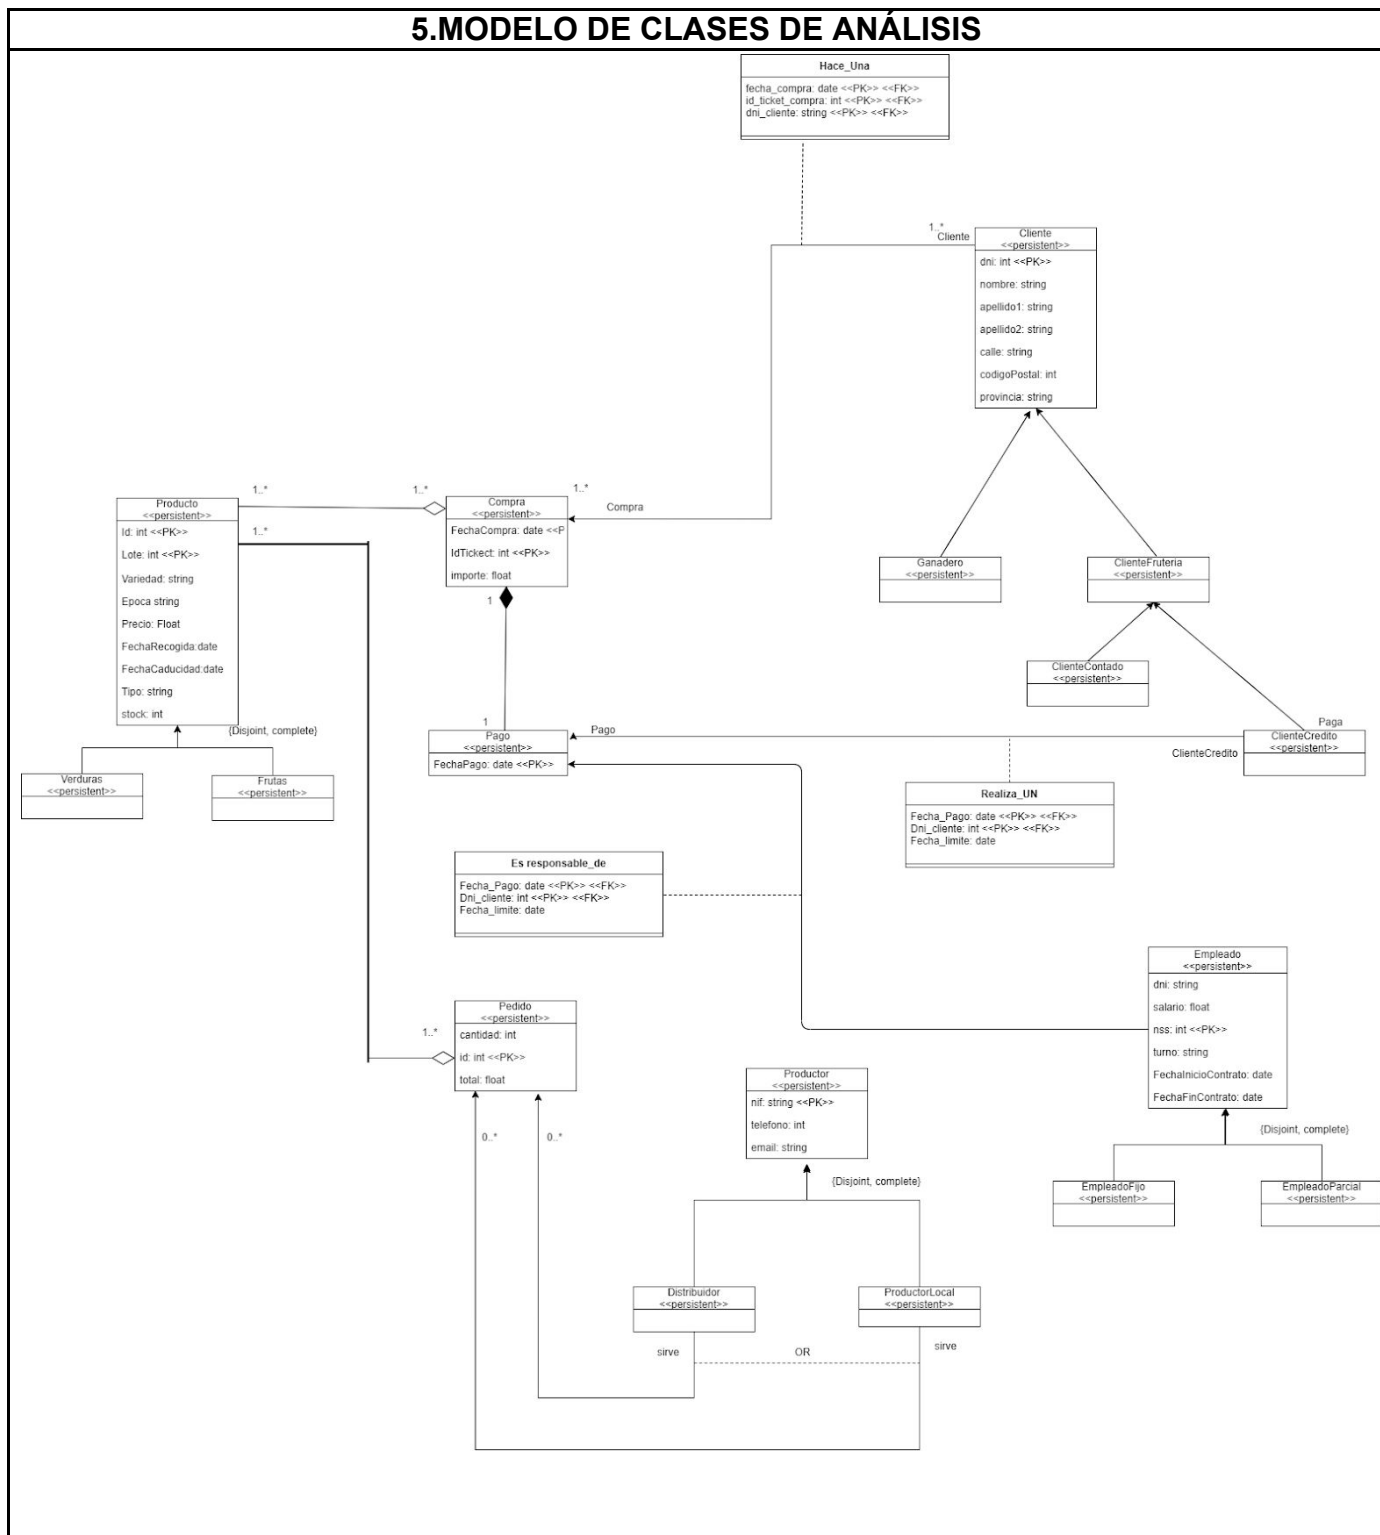 5.MODELO DE CLASES DE ANÁLISIS
Hace_Una
fecha_compra: date <<PK>> <<FK>>
id_ticket_compra: int <<PK>> <<FK>>
dni_cliente: string <<PK>> <<FK>>
1..*
Cliente
Cliente
<<persistent>>
dni: int <<PK>>
nombre: string
apellido1: string
apellido2: string
calle: string
codigoPostal: int
provincia: string
1..*
1..*
1..*
Compra
Producto
<<persistent>>
Id: int <<PK>>
Lote: int <<PK>>
Variedad: string
Epoca string
Precio: Float
FechaRecogida:date
FechaCaducidad:date
Tipo: string
stock: int
1..*
Compra
<<persistent>>
FechaCompra: date <<P
IdTickect: int <<PK>>
importe: float
1
Ganadero
<<persistent>>
ClienteFruteria
<<persistent>>
ClienteContado
<<persistent>>
{Disjoint, complete}
Verduras
<<persistent>>
Frutas
<<persistent>>
1
Pago
Pago
<<persistent>>
FechaPago: date <<PK>>
Paga
ClienteCredito
ClienteCredito
<<persistent>>
Realiza_UN
Fecha_Pago: date <<PK>> <<FK>>
Dni_cliente: int <<PK>> <<FK>>
Fecha_limite: date
Es responsable_de
Fecha_Pago: date <<PK>> <<FK>>
Dni_cliente: int <<PK>> <<FK>>
Fecha_limite: date
Empleado
<<persistent>>
dni: string
salario: float
nss: int <<PK>>
turno: string
FechaInicioContrato: date
FechaFinContrato: date
1..*
Pedido
<<persistent>>
cantidad: int
id: int <<PK>>
total: float
0..*
0..*
Productor
<<persistent>>
nif: string <<PK>>
telefono: int
email: string
{Disjoint, complete}
{Disjoint, complete}
EmpleadoFijo
<<persistent>>
EmpleadoParcial
<<persistent>>
Distribuidor
<<persistent>>
ProductorLocal
<<persistent>>
sirve
OR
sirve